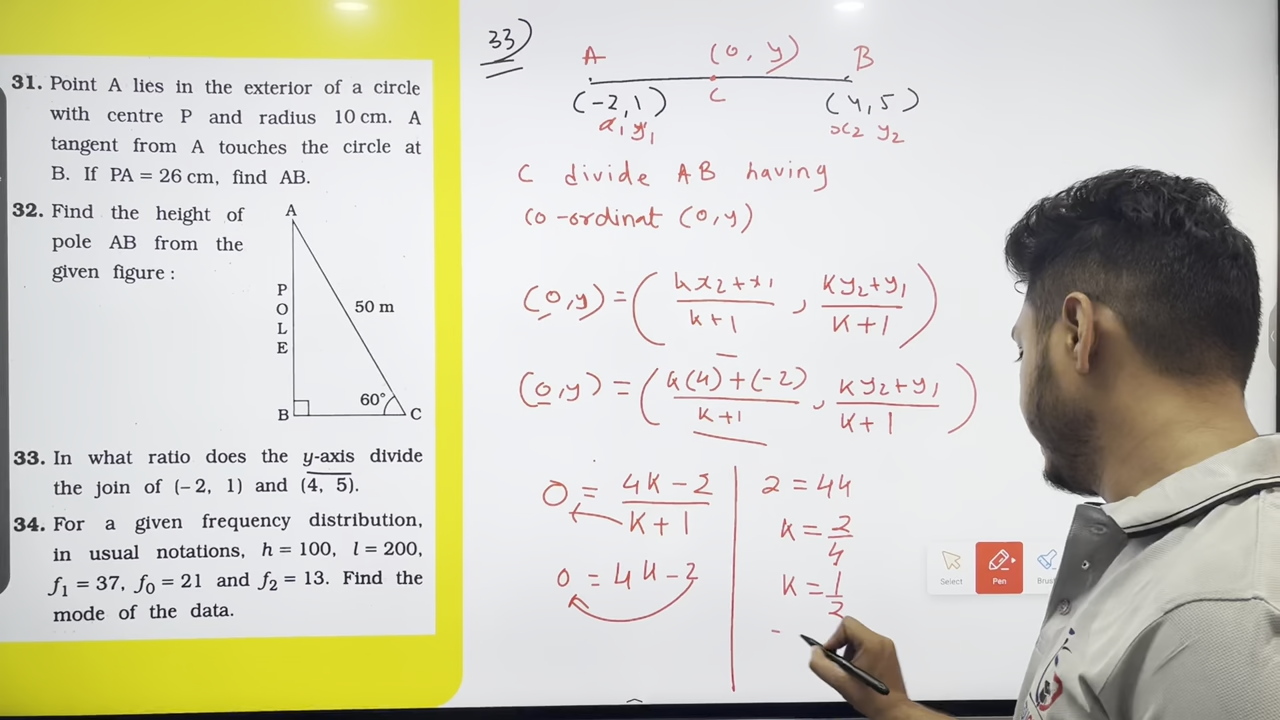 31. Point A lies in the exterior of a circle
with centre P and radius 10 cm. A
tangent from A touches the circle at
B. If PA = 26 cm, find AB.
32. Find the height of
pole AB from the
given figure :
A
P
O
L
E
50 m
60°
B
C
33. In what ratio does the y-axis divide
the join of (−2, 1) and (4, 5).
34. For a given frequency distribution,
in usual notations, h = 100, l = 200,
f₁ = 37, f₀ = 21 and f₂ = 13. Find the
mode of the data.
33)
A (0, y) B
C
(-2, 1) (4, 5)
x₁ y₁ x₂ y₂
C divide AB having
co-ordinat (0, y)
(0, y) = ( kx₂+x₁ / k+1 , ky₂+y₁ / k+1 )
(0, y) = ( k(4)+(-2) / k+1 , ky₂+y₁ / k+1 )
0 = 4k-2 / k+1
0 = 4k-2
2 = 4k
k = 2/4
k = 1/2
Select
Pen
Brush